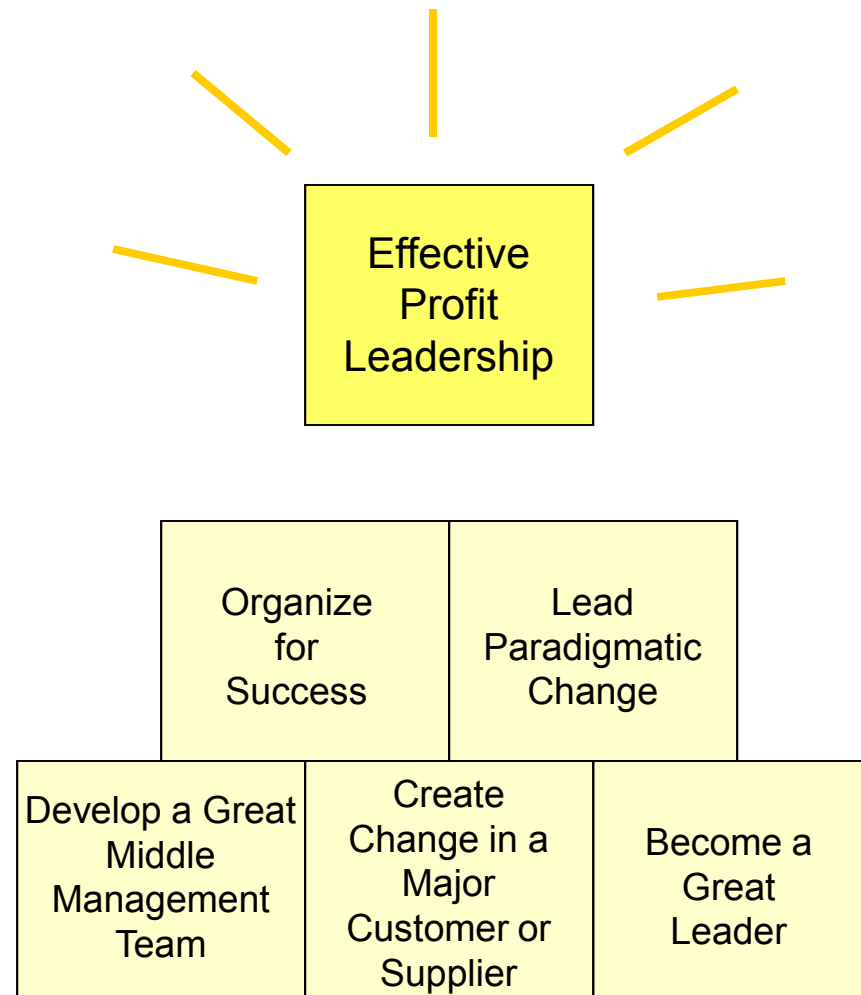 Effective
Profit
Leadership
Organize
for
Success
Lead
Paradigmatic
Change
Develop a Great
Middle
Management
Team
Create
Change in a
Major
Customer or
Supplier
Become a
Great
Leader